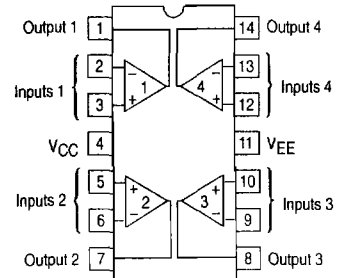 Output 1 1 14 Output 4
2 − − 13
Inputs 1 1 4 Inputs 4
3 + + 12
VCC 4 11 VEE
5 + + 10
Inputs 2 2 3 Inputs 3
6 − − 9
Output 2 7 8 Output 3